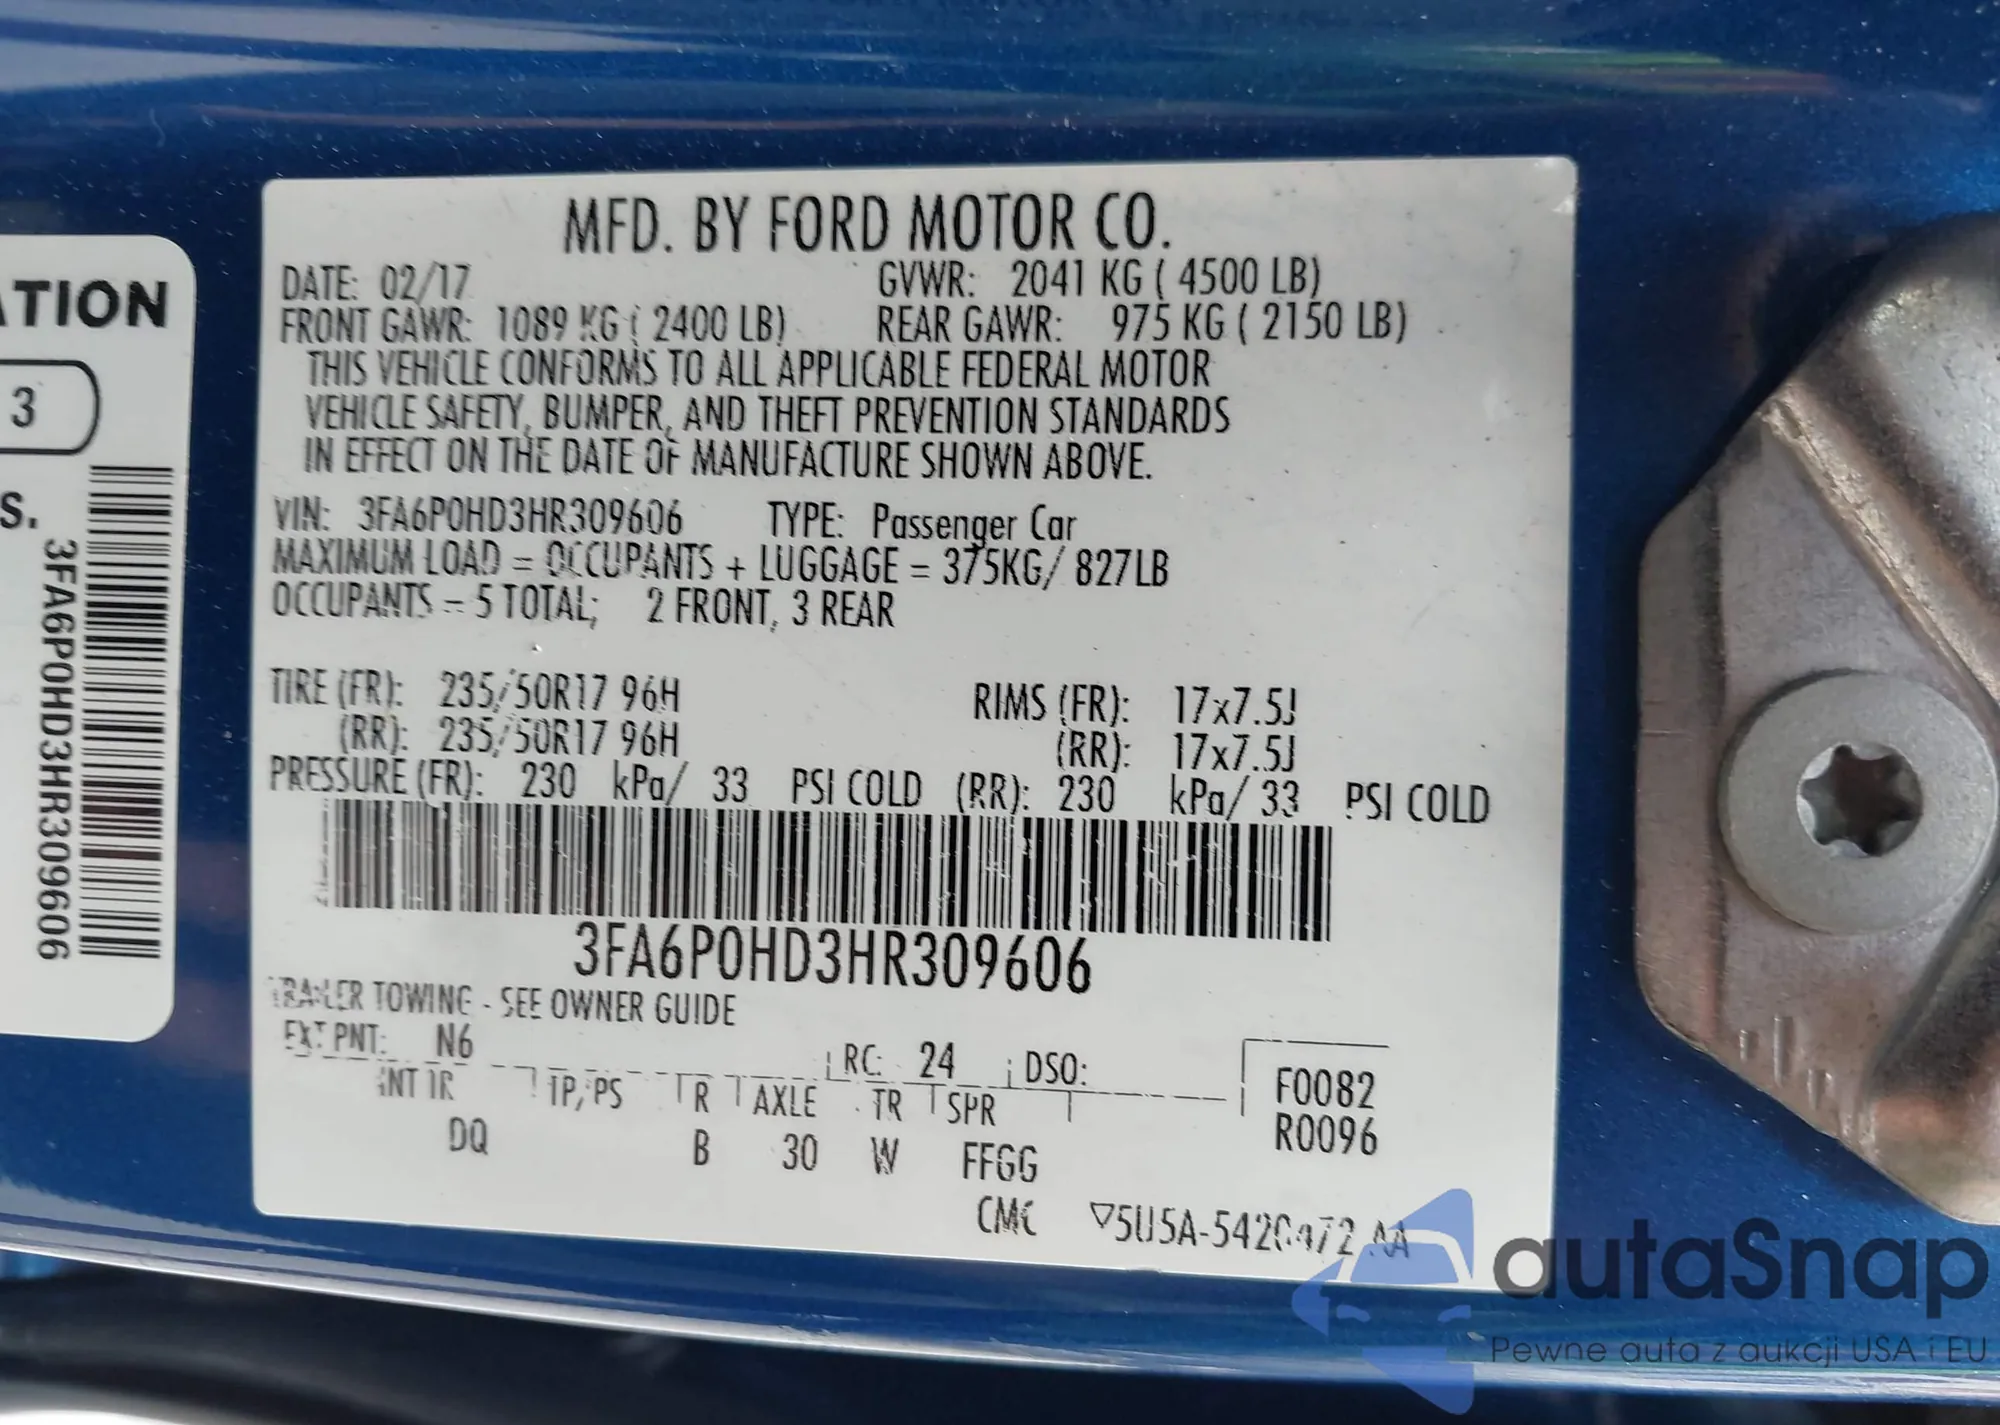 ATION
3
S.
3FA6P0HD3HR309606
MFD. BY FORD MOTOR CO.
DATE: 02/17 GVWR: 2041 KG ( 4500 LB)
FRONT GAWR: 1089 KG ( 2400 LB) REAR GAWR: 975 KG ( 2150 LB)
THIS VEHICLE CONFORMS TO ALL APPLICABLE FEDERAL MOTOR
VEHICLE SAFETY, BUMPER, AND THEFT PREVENTION STANDARDS
IN EFFECT ON THE DATE OF MANUFACTURE SHOWN ABOVE.
VIN: 3FA6P0HD3HR309606 TYPE: Passenger Car
MAXIMUM LOAD = OCCUPANTS + LUGGAGE = 375KG/ 827LB
OCCUPANTS = 5 TOTAL; 2 FRONT, 3 REAR
TIRE (FR): 235/50R17 96H RIMS (FR): 17x7.5J
(RR): 235/50R17 96H (RR): 17x7.5J
PRESSURE (FR): 230 kPa/ 33 PSI COLD (RR): 230 kPa/ 33 PSI COLD
3FA6P0HD3HR309606
TRAILER TOWING - SEE OWNER GUIDE
EXT PNT: N6 RC: 24 DSO: F0082
INT TR TP/PS R AXLE TR SPR R0096
DQ B 30 W FFGG
CMC
autaSnap
Pewne auta z aukcji USA i EU